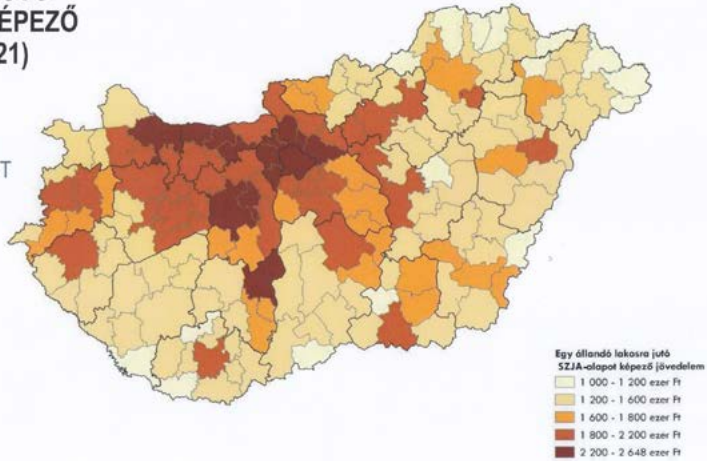 ÉPEZŐ
21)
T
Egy állandó lakosra jutó
SZJA-alapot képező jövedelem
1 000 - 1 200 ezer Ft
1 200 - 1 600 ezer Ft
1 600 - 1 800 ezer Ft
1 800 - 2 200 ezer Ft
2 200 - 2 648 ezer Ft